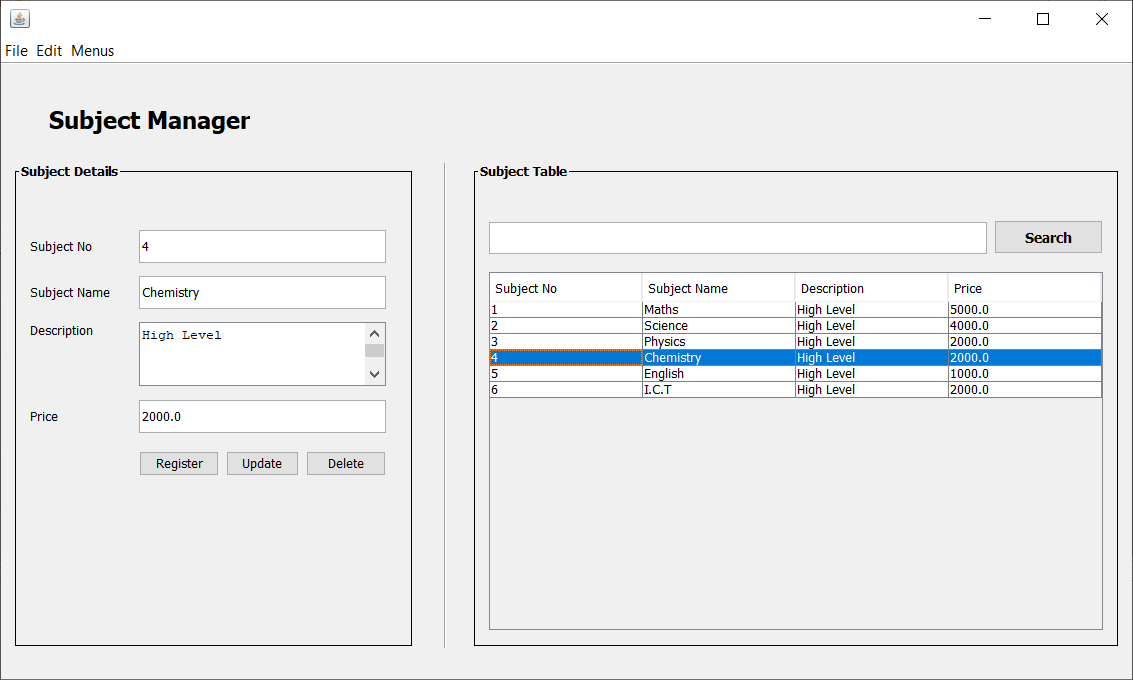 File Edit Menus
Subject Manager
Subject Details
Subject No 4
Subject Name Chemistry
Description High Level
Price 2000.0
Register Update Delete
Subject Table
Search
Subject No Subject Name Description Price
1 Maths High Level 5000.0
2 Science High Level 4000.0
3 Physics High Level 2000.0
4 Chemistry High Level 2000.0
5 English High Level 1000.0
6 I.C.T High Level 2000.0